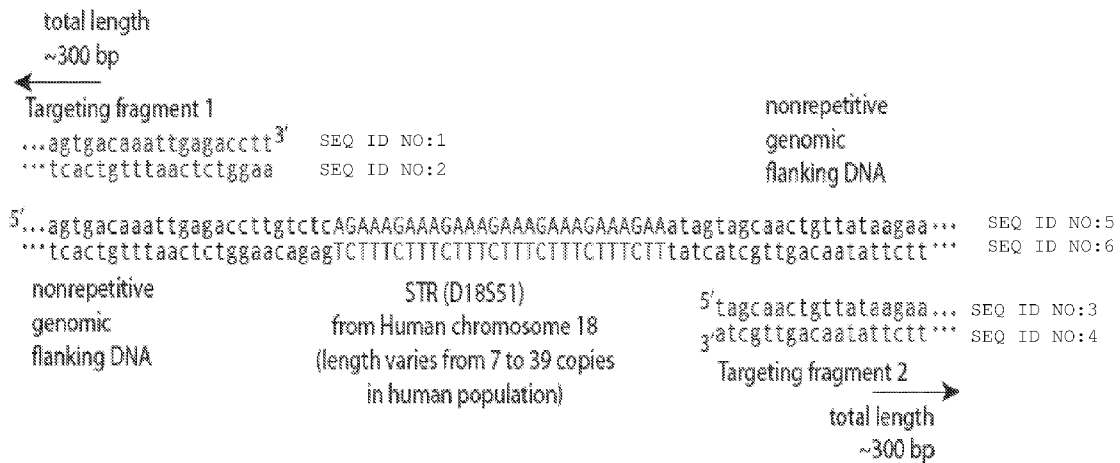 total length
~300 bp
Targeting fragment 1
...agtgacaaattgagacctt3' SEQ ID NO:1
...tcactgtttaactctggaa SEQ ID NO:2
nonrepetitive
genomic
flanking DNA
5'...agtgacaaattgagaccttgtctcAGAAAGAAAGAAAGAAAGAAAGAAAGAAatagtagcaactgttataagaa... SEQ ID NO:5
...tcactgtttaactctggaacagagTCTTTCTTTCTTTCTTTCTTTCTTTCTTtatcatcgttgacaatattctt... SEQ ID NO:6
nonrepetitive
genomic
flanking DNA
STR (D18S51)
from Human chromosome 18
(length varies from 7 to 39 copies
in human population)
5'tagcaactgttataagaa... SEQ ID NO:3
3'atcgttgacaatattctt... SEQ ID NO:4
Targeting fragment 2
total length
~300 bp